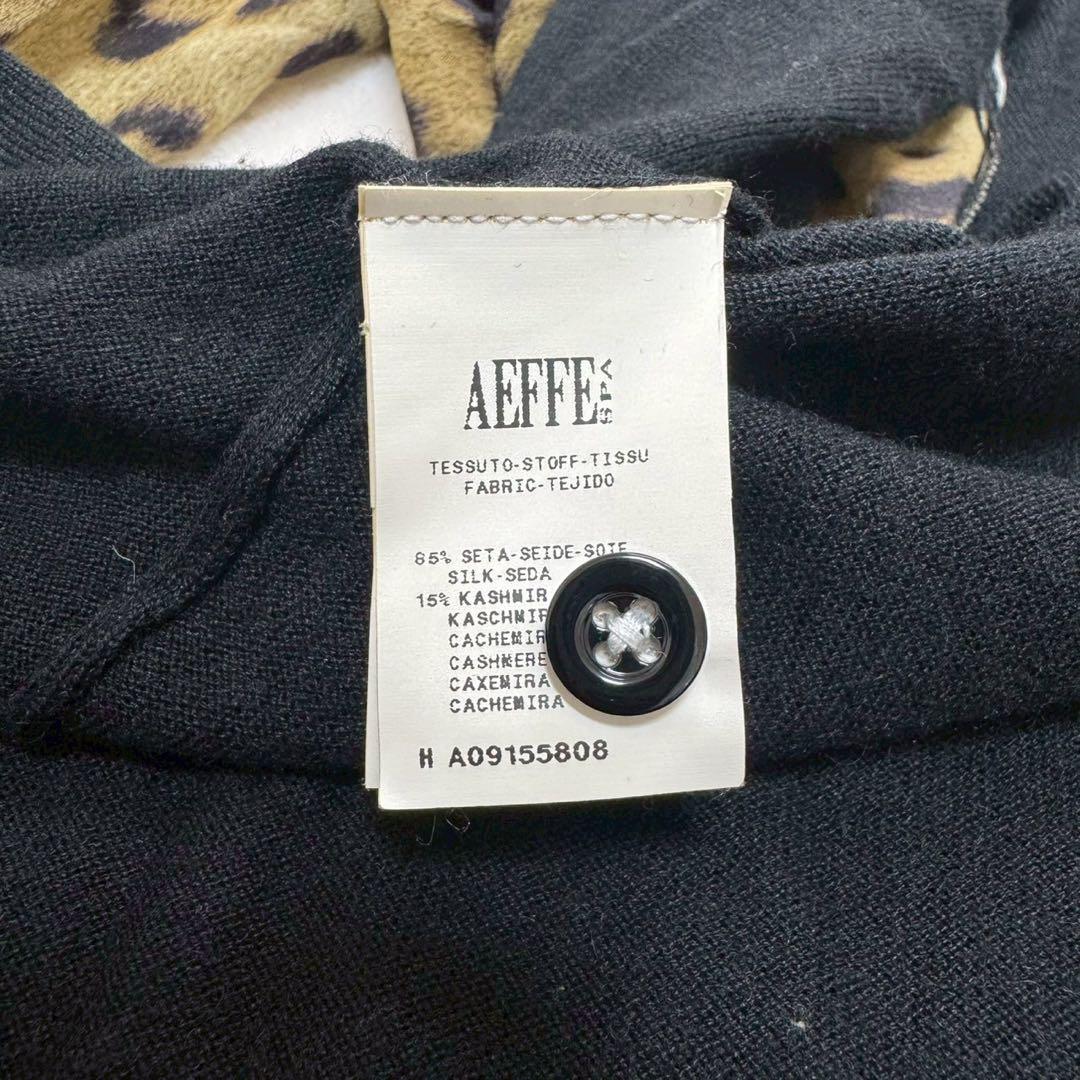 AEFFE SPA
TESSUTO-STOFF-TISSU
FABRIC-TEJIDO
85% SETA-SEIDE-SOIE
SILK-SEDA
15% KASHMIR
KASCHMIR
CACHEMIR
CASHMERE
CAXEMIRA
CACHEMIRA
H A09155808